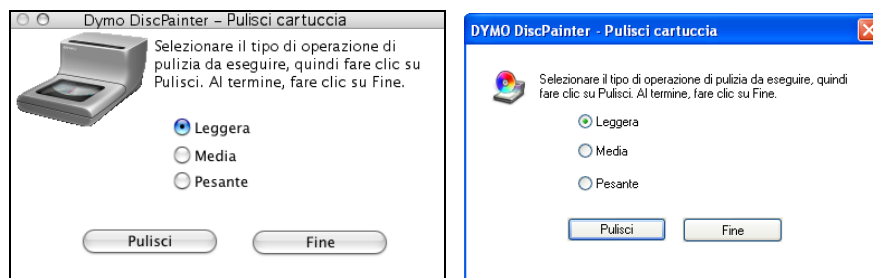 Dymo DiscPainter – Pulisci cartuccia
Selezionare il tipo di operazione di
pulizia da eseguire, quindi fare clic su
Pulisci. Al termine, fare clic su Fine.
Leggera
Media
Pesante
Pulisci Fine
DYMO DiscPainter - Pulisci cartuccia
Selezionare il tipo di operazione di pulizia da eseguire, quindi
fare clic su Pulisci. Al termine, fare clic su Fine.
Leggera
Media
Pesante
Pulisci Fine